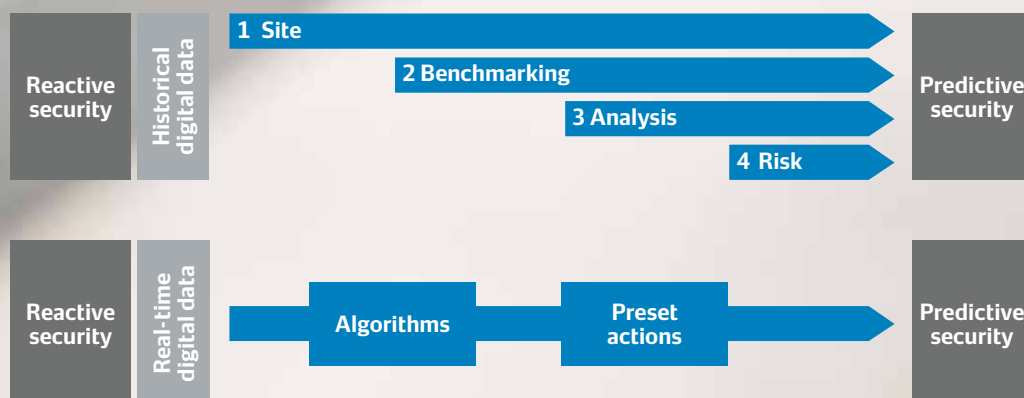 Reactive
security
Historical
digital data
1 Site
2 Benchmarking
3 Analysis
4 Risk
Predictive
security
Reactive
security
Real-time
digital data
Algorithms
Preset
actions
Predictive
security